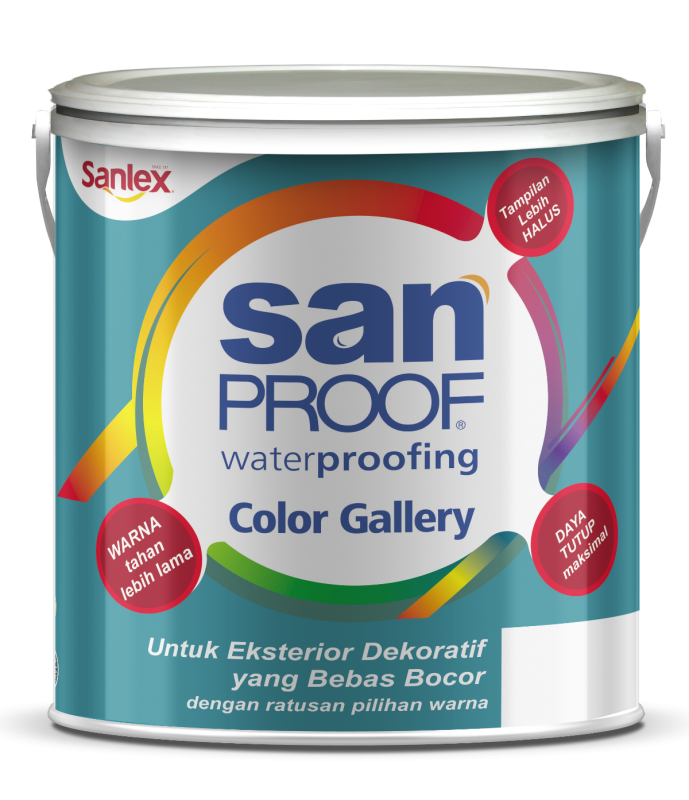 Sanlex
Tampilan
Lebih
HALUS
san
PROOF®
waterproofing
Color Gallery
WARNA
tahan
lebih lama
DAYA
TUTUP
maksimal
Untuk Eksterior Dekoratif
yang Bebas Bocor
dengan ratusan pilihan warna